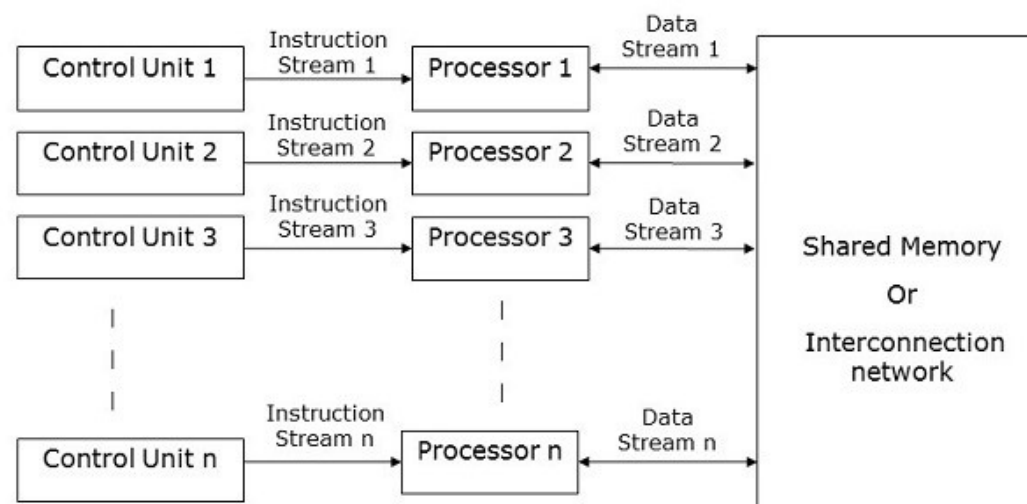 Control Unit 1
Instruction
Stream 1
Processor 1
Data
Stream 1
Control Unit 2
Instruction
Stream 2
Processor 2
Data
Stream 2
Control Unit 3
Instruction
Stream 3
Processor 3
Data
Stream 3
Shared Memory
Or
Interconnection
network
Control Unit n
Instruction
Stream n
Processor n
Data
Stream n